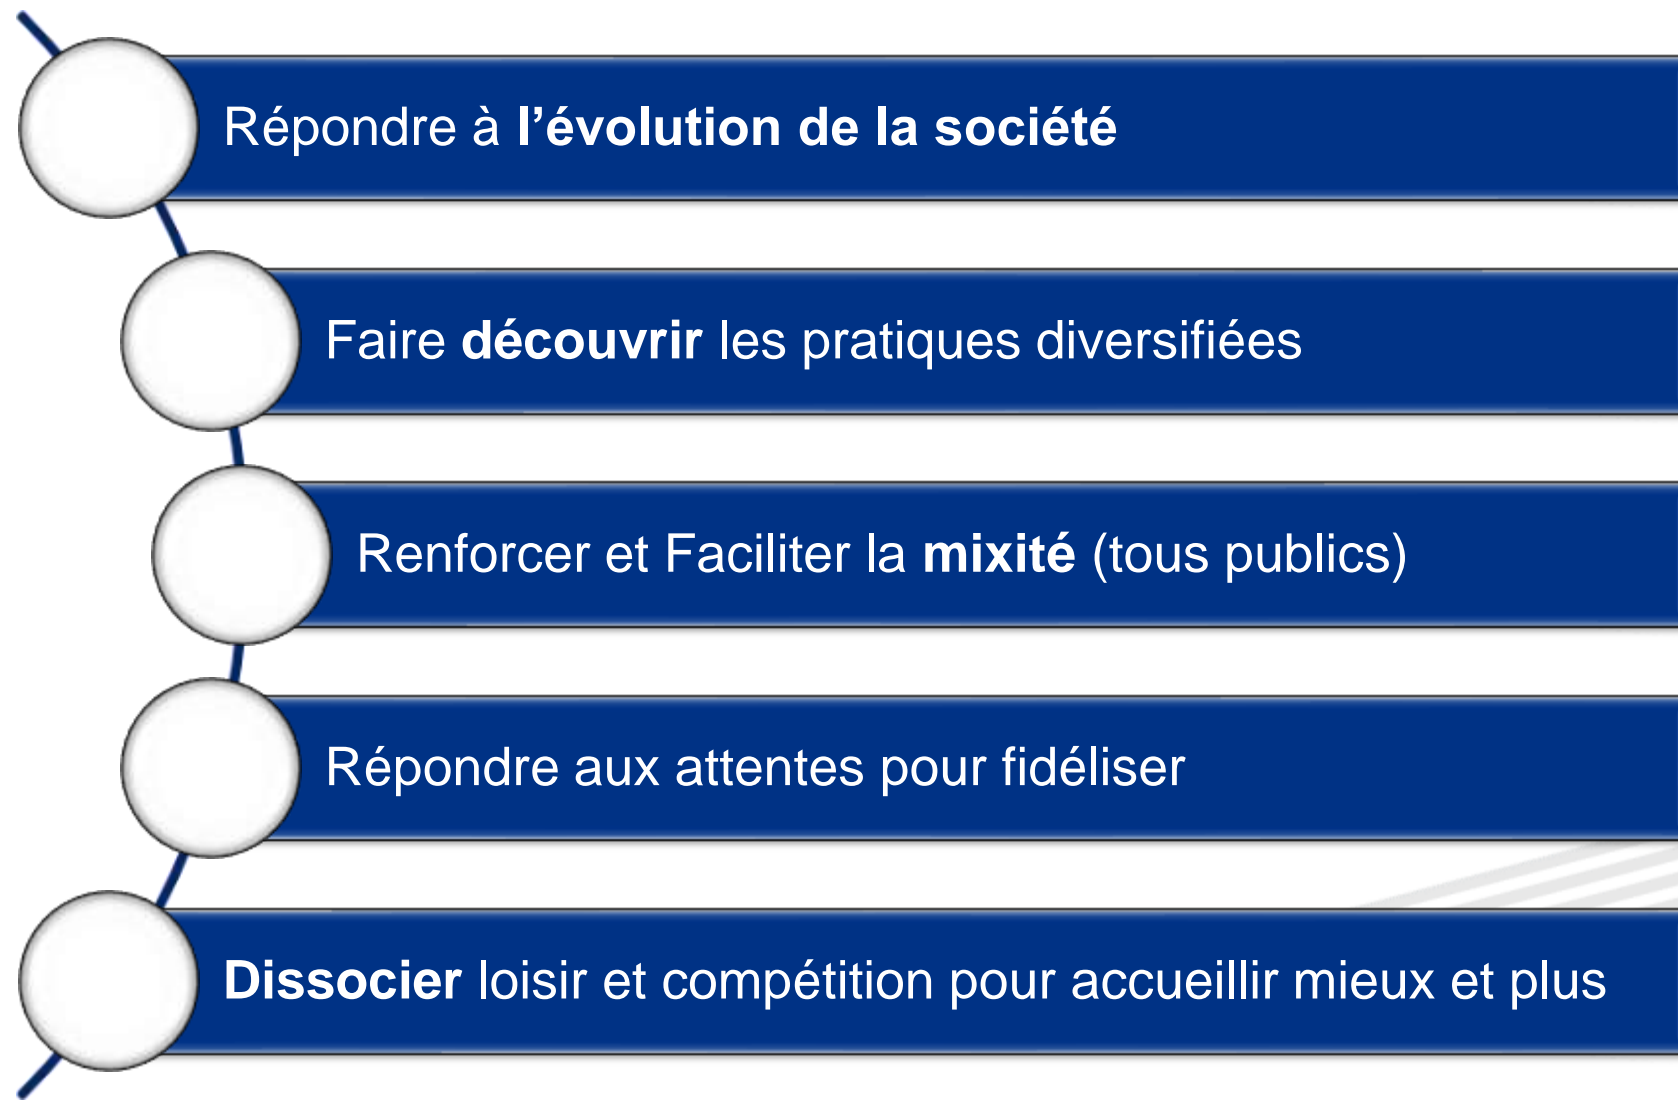 Répondre à l’évolution de la société
Faire découvrir les pratiques diversifiées
Renforcer et Faciliter la mixité (tous publics)
Répondre aux attentes pour fidéliser
Dissocier loisir et compétition pour accueillir mieux et plus